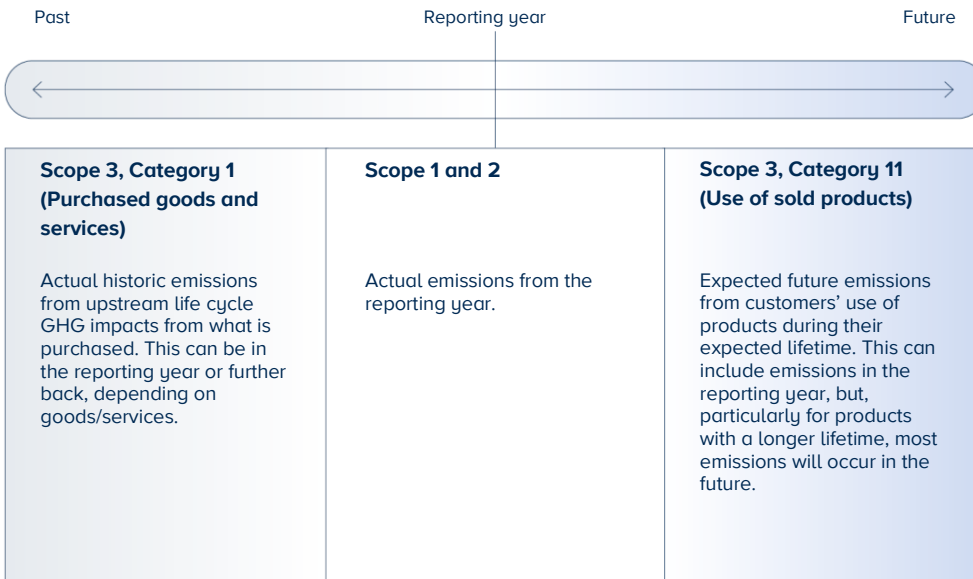 Past
Reporting year
Future
Scope 3, Category 1
(Purchased goods and
services)
Actual historic emissions
from upstream life cycle
GHG impacts from what is
purchased. This can be in
the reporting year or further
back, depending on
goods/services.
Scope 1 and 2
Actual emissions from the
reporting year.
Scope 3, Category 11
(Use of sold products)
Expected future emissions
from customers’ use of
products during their
expected lifetime. This can
include emissions in the
reporting year, but,
particularly for products
with a longer lifetime, most
emissions will occur in the
future.